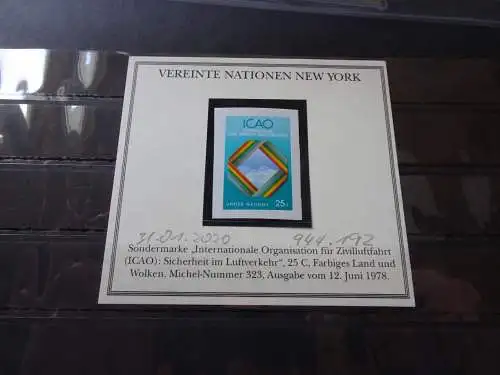 VEREINTE NATIONEN NEW YORK
ICAO
UNITED NATIONS 25c
31.01.2020 944.192
Sondermarke „Internationale Organisation für Zivilluftfahrt
(ICAO): Sicherheit im Luftverkehr“, 25 C, Farbiges Land und
Wolken. Michel-Nummer 323, Ausgabe vom 12. Juni 1978.